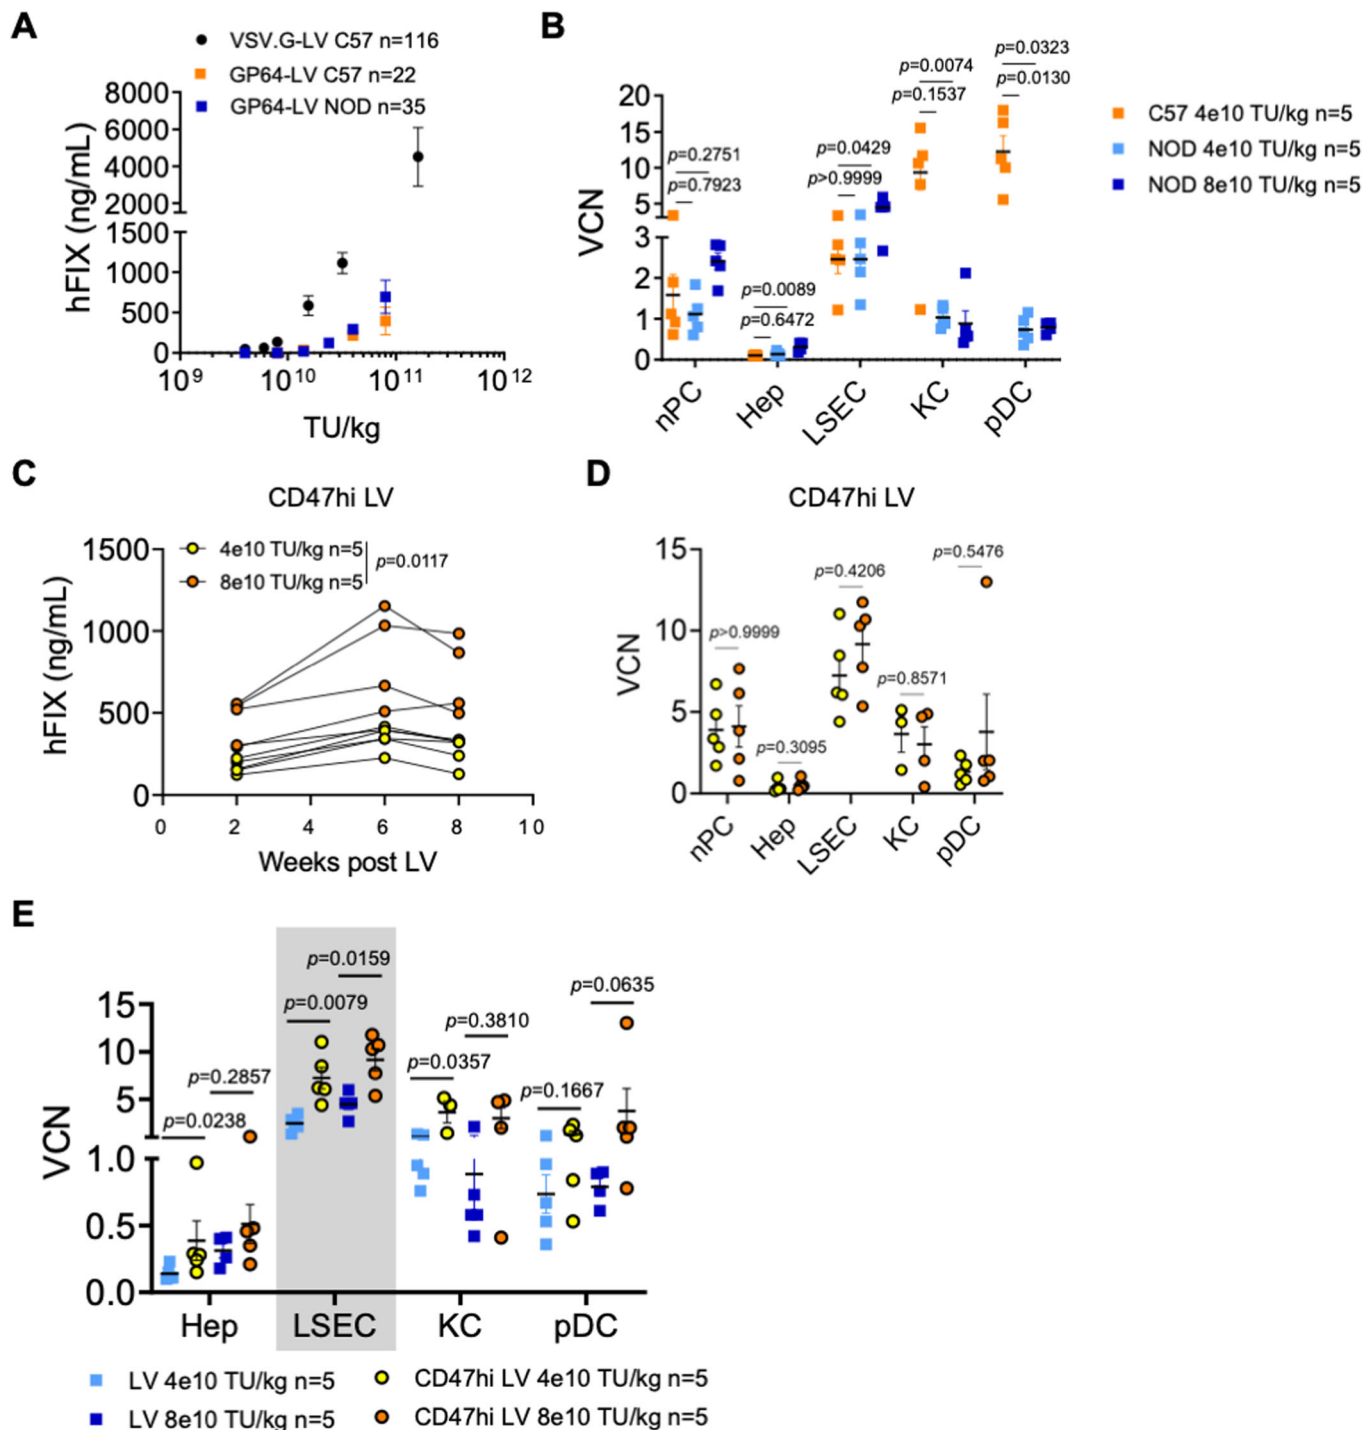 A
VSV.G-LV C57 n=116
GP64-LV C57 n=22
GP64-LV NOD n=35
8000
6000
4000
2000
1500
1000
500
0
hFIX (ng/mL)
10⁹
10¹⁰
10¹¹
10¹²
TU/kg
B
p=0.0323
p=0.0074
p=0.0130
p=0.1537
p=0.2751
p=0.0429
p=0.7923
p>0.9999
p=0.0089
p=0.6472
20
15
10
5
3
2
1
0
VCN
nPC
Hep
LSEC
KC
pDC
C57 4e10 TU/kg n=5
NOD 4e10 TU/kg n=5
NOD 8e10 TU/kg n=5
C
CD47hi LV
4e10 TU/kg n=5
8e10 TU/kg n=5
p=0.0117
1500
1000
500
0
hFIX (ng/mL)
0 2 4 6 8 10
Weeks post LV
D
CD47hi LV
p=0.5476
p=0.4206
p>0.9999
p=0.8571
p=0.3095
15
10
5
0
VCN
nPC
Hep
LSEC
KC
pDC
E
p=0.0159
p=0.0635
p=0.0079
p=0.3810
p=0.0357
p=0.2857
p=0.1667
p=0.0238
15
10
5
1.0
0.5
0.0
VCN
Hep
LSEC
KC
pDC
LV 4e10 TU/kg n=5
CD47hi LV 4e10 TU/kg n=5
LV 8e10 TU/kg n=5
CD47hi LV 8e10 TU/kg n=5